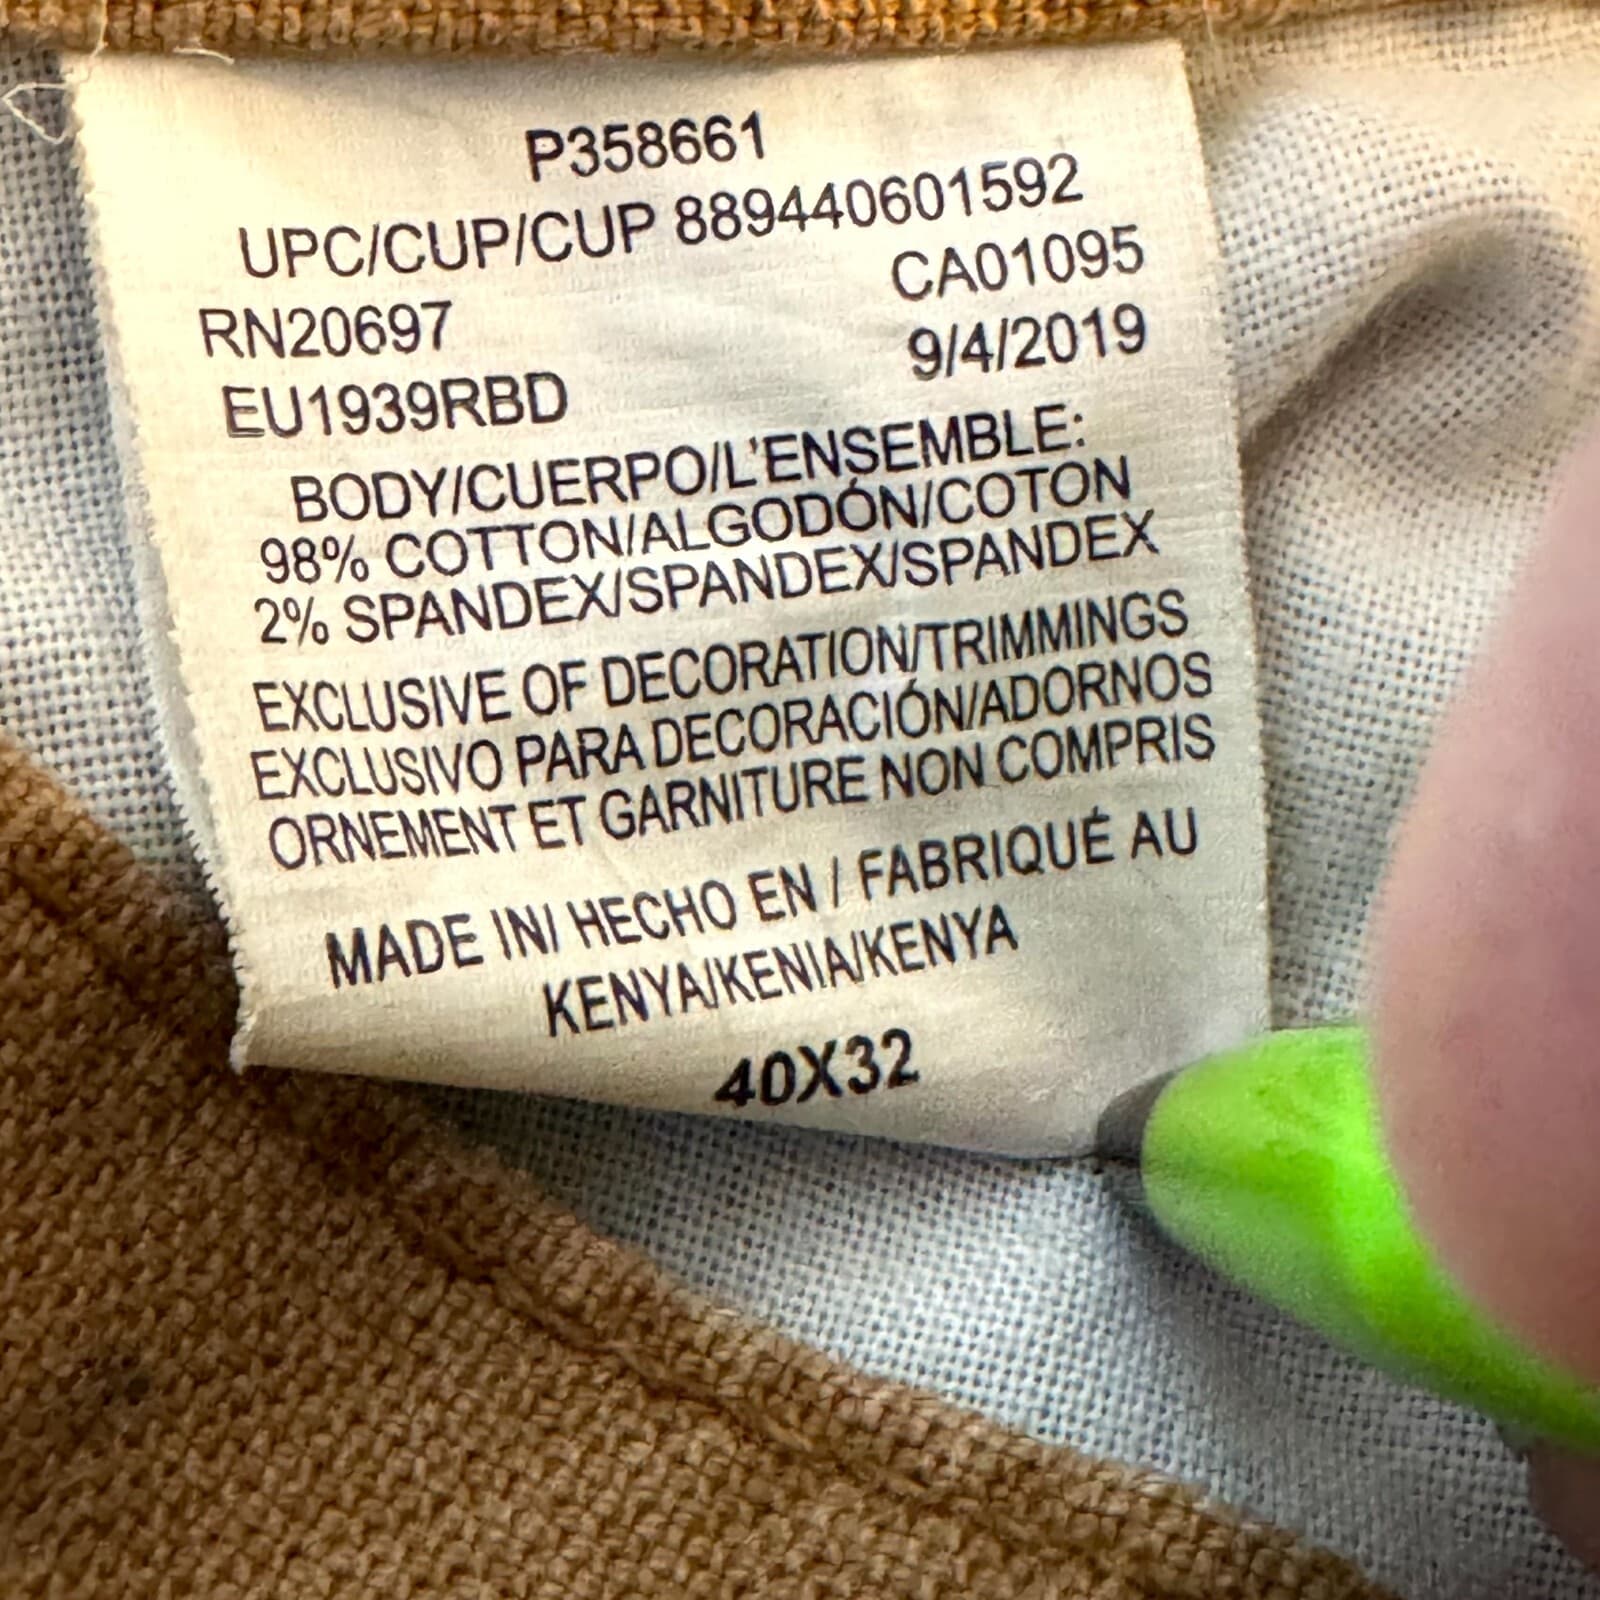 P358661
UPC/CUP/CUP 889440601592
RN20697 CA01095
EU1939RBD 9/4/2019
BODY/CUERPO/L'ENSEMBLE:
98% COTTON/ALGODÓN/COTON
2% SPANDEX/SPANDEX/SPANDEX
EXCLUSIVE OF DECORATION/TRIMMINGS
EXCLUSIVO PARA DECORACIÓN/ADORNOS
ORNEMENT ET GARNITURE NON COMPRIS
MADE IN/ HECHO EN / FABRIQUÉ AU
KENYA/KENIA/KENYA
40X32